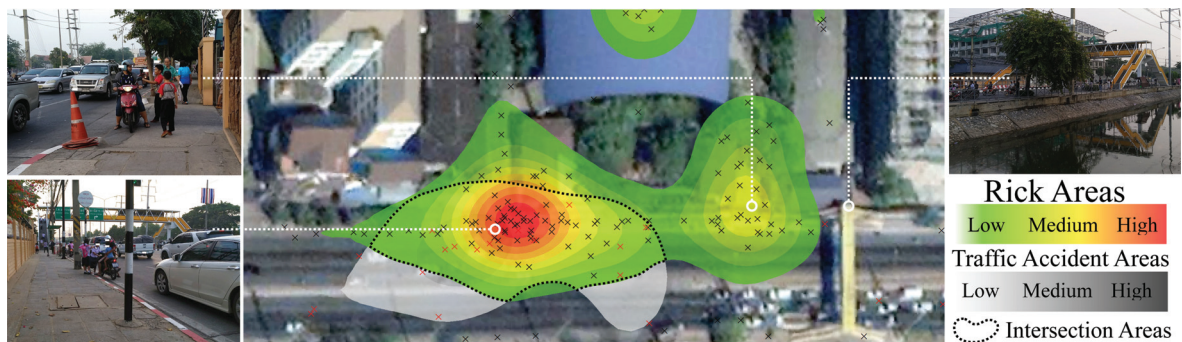 Rick Areas
Low Medium High
Traffic Accident Areas
Low Medium High
Intersection Areas